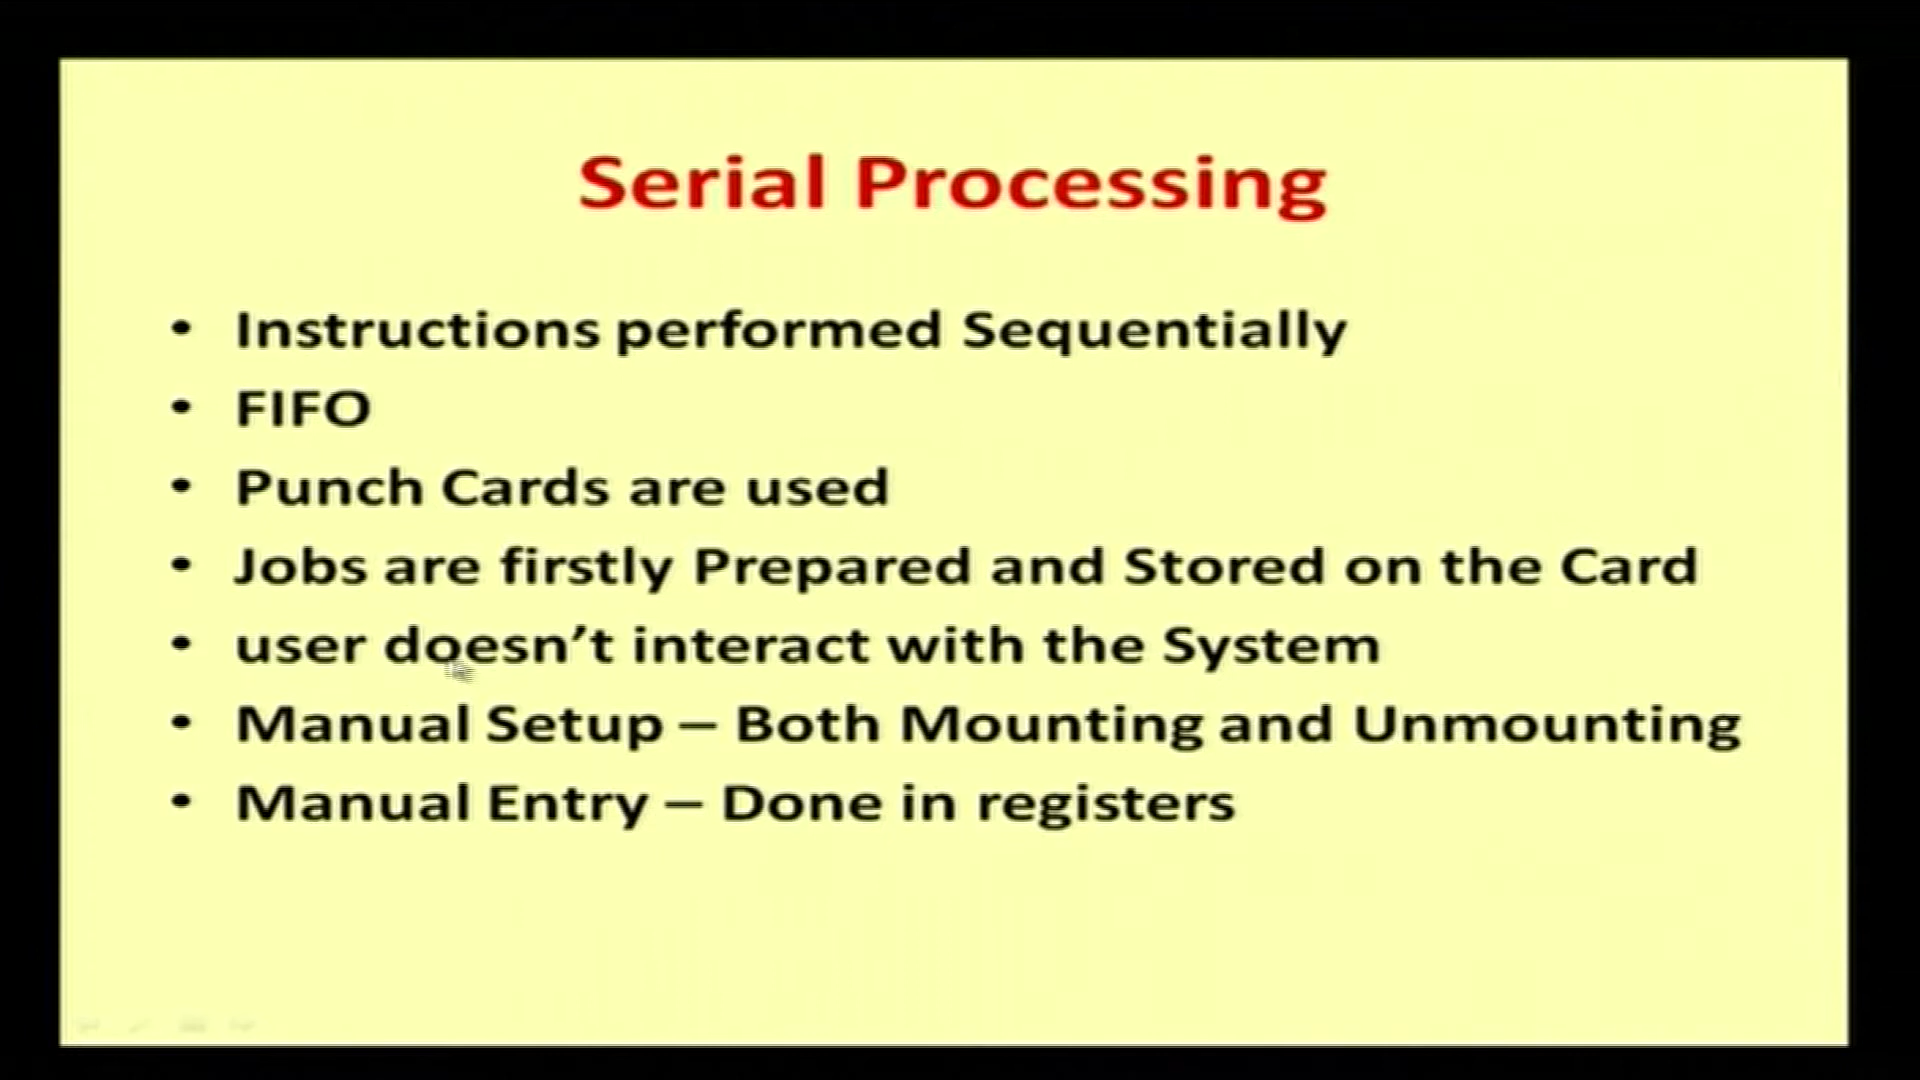 Serial Processing
• Instructions performed Sequentially
• FIFO
• Punch Cards are used
• Jobs are firstly Prepared and Stored on the Card
• user doesn’t interact with the System
• Manual Setup – Both Mounting and Unmounting
• Manual Entry – Done in registers